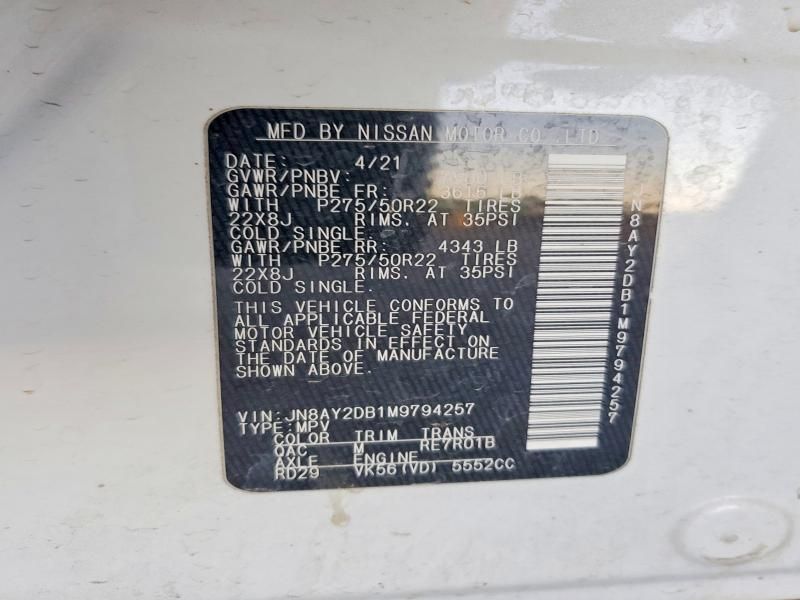 MFD BY NISSAN MOTOR CO.,LTD
DATE: 4/21
GVWR/PNBV: LB
GAWR/PNBE FR: 3616 LB
WITH P275/50R22 TIRES
22X8J RIMS. AT 35PSI
COLD SINGLE.
GAWR/PNBE RR: 4343 LB
WITH P275/50R22 TIRES
22X8J RIMS. AT 35PSI
COLD SINGLE.
THIS VEHICLE CONFORMS TO
ALL APPLICABLE FEDERAL
MOTOR VEHICLE SAFETY
STANDARDS IN EFFECT ON
THE DATE OF MANUFACTURE
SHOWN ABOVE.
VIN: JN8AY2DB1M9794257
TYPE: MPV
COLOR TRIM TRANS
QAC M RE7R01B
AXLE ENGINE
RD29 VK56(VD) 5552CC
JN8AY2DB1M9794257